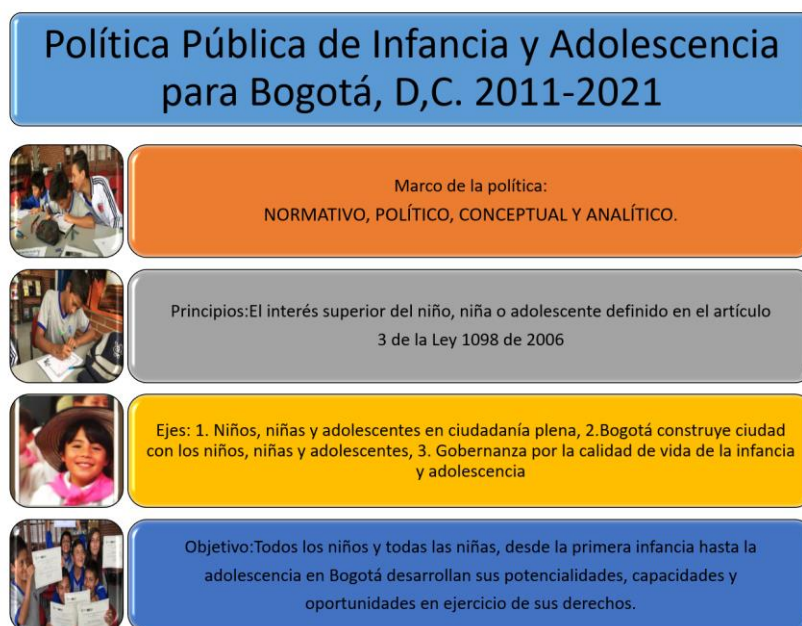 Política Pública de Infancia y Adolescencia
para Bogotá, D,C. 2011-2021
Marco de la política:
NORMATIVO, POLÍTICO, CONCEPTUAL Y ANALÍTICO.
Principios:El interés superior del niño, niña o adolescente definido en el artículo
3 de la Ley 1098 de 2006
Ejes: 1. Niños, niñas y adolescentes en ciudadanía plena, 2.Bogotá construye ciudad
con los niños, niñas y adolescentes, 3. Gobernanza por la calidad de vida de la infancia
y adolescencia
Objetivo:Todos los niños y todas las niñas, desde la primera infancia hasta la
adolescencia en Bogotá desarrollan sus potencialidades, capacidades y
oportunidades en ejercicio de sus derechos.